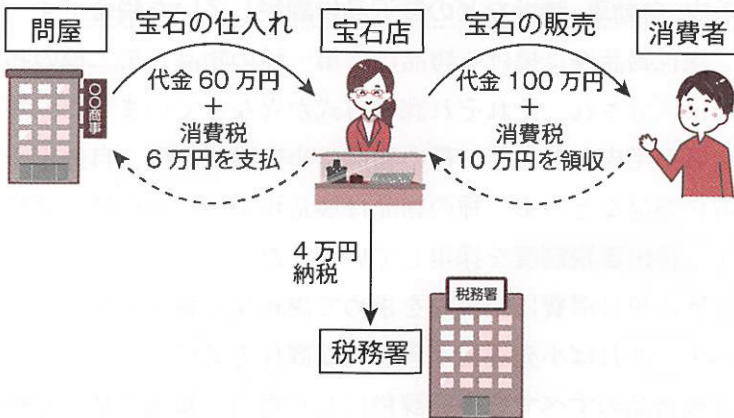 問屋
宝石の仕入れ
宝石店
宝石の販売
消費者
〇〇商事
代金 60 万円
+
消費税
6 万円を支払
代金 100 万円
+
消費税
10 万円を領収
4 万円
納税
税務署
税務署